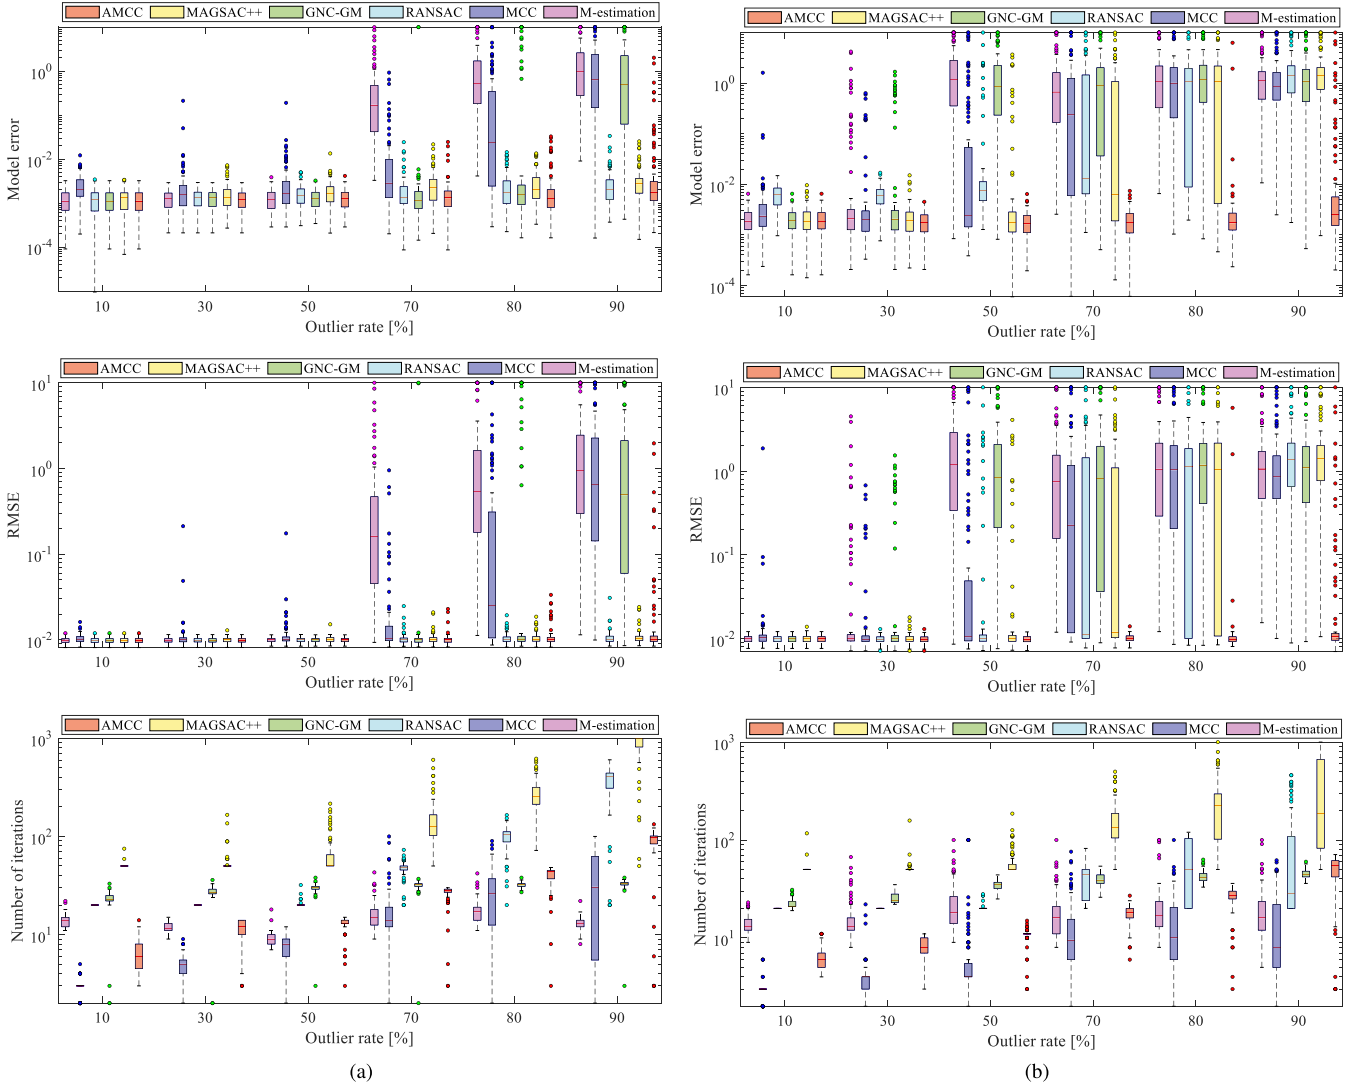 AMCC MAGSAC++ GNC-GM RANSAC MCC M-estimation
10^0
10^-2
10^-4
Model error
10 30 50 70 80 90
Outlier rate [%]
AMCC MAGSAC++ GNC-GM RANSAC MCC M-estimation
10^1
10^0
10^-1
10^-2
RMSE
10 30 50 70 80 90
Outlier rate [%]
AMCC MAGSAC++ GNC-GM RANSAC MCC M-estimation
10^3
10^2
10^1
Number of iterations
10 30 50 70 80 90
Outlier rate [%]
(a)
AMCC MAGSAC++ GNC-GM RANSAC MCC M-estimation
10^0
10^-2
10^-4
Model error
10 30 50 70 80 90
Outlier rate [%]
AMCC MAGSAC++ GNC-GM RANSAC MCC M-estimation
10^1
10^0
10^-1
10^-2
RMSE
10 30 50 70 80 90
Outlier rate [%]
AMCC MAGSAC++ GNC-GM RANSAC MCC M-estimation
10^3
10^2
10^1
Number of iterations
10 30 50 70 80 90
Outlier rate [%]
(b)